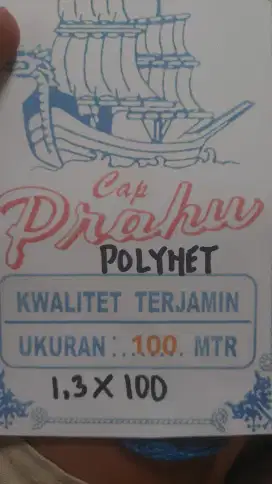 Cap
Prahu
POLYNET
KWALITET TERJAMIN
UKURAN : ..100.. MTR
1.3 X 100